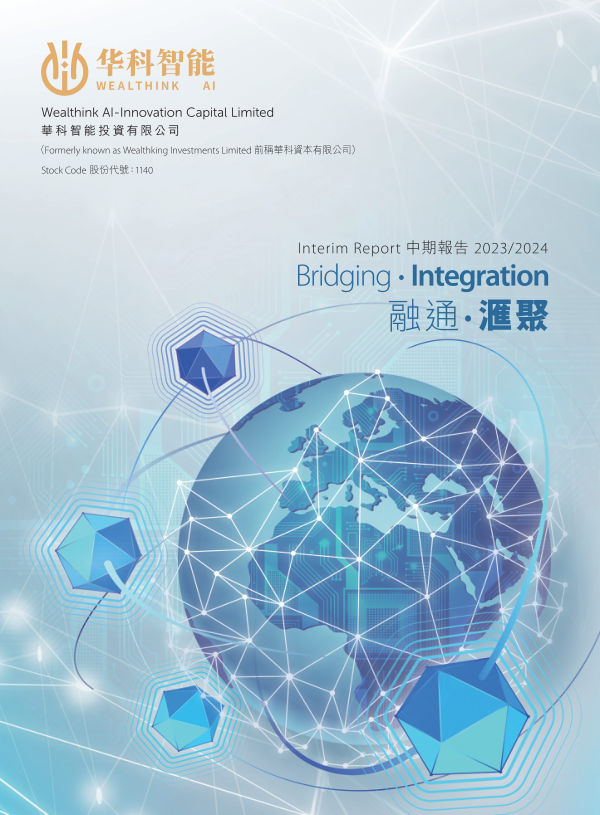 华科智能
WEALTHINK AI
Wealthink AI-Innovation Capital Limited
華科智能投資有限公司
(Formerly known as Wealthking Investments Limited 前稱華科資本有限公司)
Stock Code 股份代號：1140
Interim Report 中期報告 2023/2024
Bridging · Integration
融通 · 滙聚